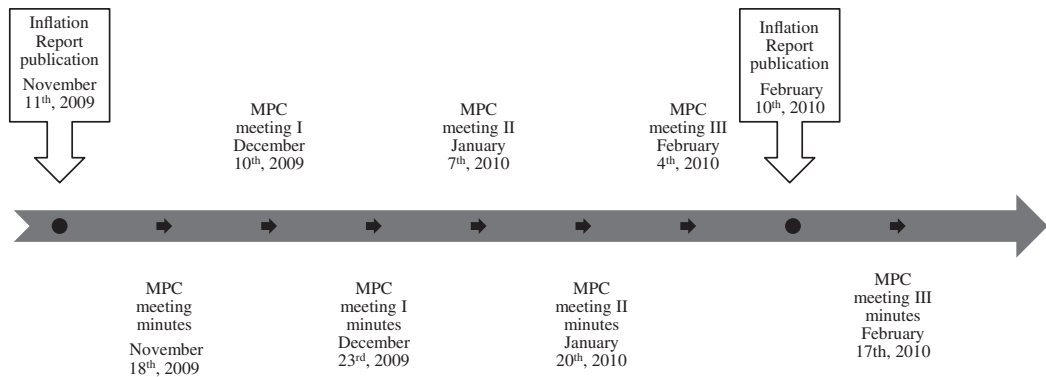 Inflation
Report
publication
November
11th, 2009
MPC
meeting I
December
10th, 2009
MPC
meeting II
January
7th, 2010
MPC
meeting III
February
4th, 2010
Inflation
Report
publication
February
10th, 2010
MPC
meeting
minutes
November
18th, 2009
MPC
meeting I
minutes
December
23rd, 2009
MPC
meeting II
minutes
January
20th, 2010
MPC
meeting III
minutes
February
17th, 2010